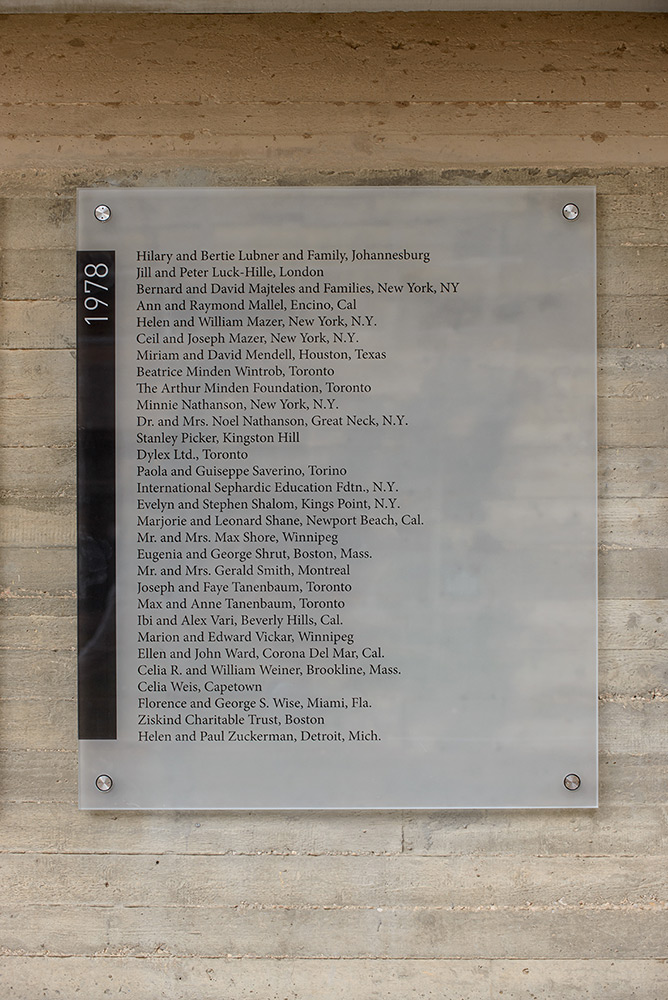 1978
Hilary and Bertie Lubner and Family, Johannesburg
Jill and Peter Luck-Hille, London
Bernard and David Majteles and Families, New York, NY
Ann and Raymond Mallel, Encino, Cal
Helen and William Mazer, New York, N.Y.
Ceil and Joseph Mazer, New York, N.Y.
Miriam and David Mendell, Houston, Texas
Beatrice Minden Wintrob, Toronto
The Arthur Minden Foundation, Toronto
Minnie Nathanson, New York, N.Y.
Dr. and Mrs. Noel Nathanson, Great Neck, N.Y.
Stanley Picker, Kingston Hill
Dylex Ltd., Toronto
Paola and Guiseppe Saverino, Torino
International Sephardic Education Fdtn., N.Y.
Evelyn and Stephen Shalom, Kings Point, N.Y.
Marjorie and Leonard Shane, Newport Beach, Cal.
Mr. and Mrs. Max Shore, Winnipeg
Eugenia and George Shrut, Boston, Mass.
Mr. and Mrs. Gerald Smith, Montreal
Joseph and Faye Tanenbaum, Toronto
Max and Anne Tanenbaum, Toronto
Ibi and Alex Vari, Beverly Hills, Cal.
Marion and Edward Vickar, Winnipeg
Ellen and John Ward, Corona Del Mar, Cal.
Celia R. and William Weiner, Brookline, Mass.
Celia Weis, Capetown
Florence and George S. Wise, Miami, Fla.
Ziskind Charitable Trust, Boston
Helen and Paul Zuckerman, Detroit, Mich.